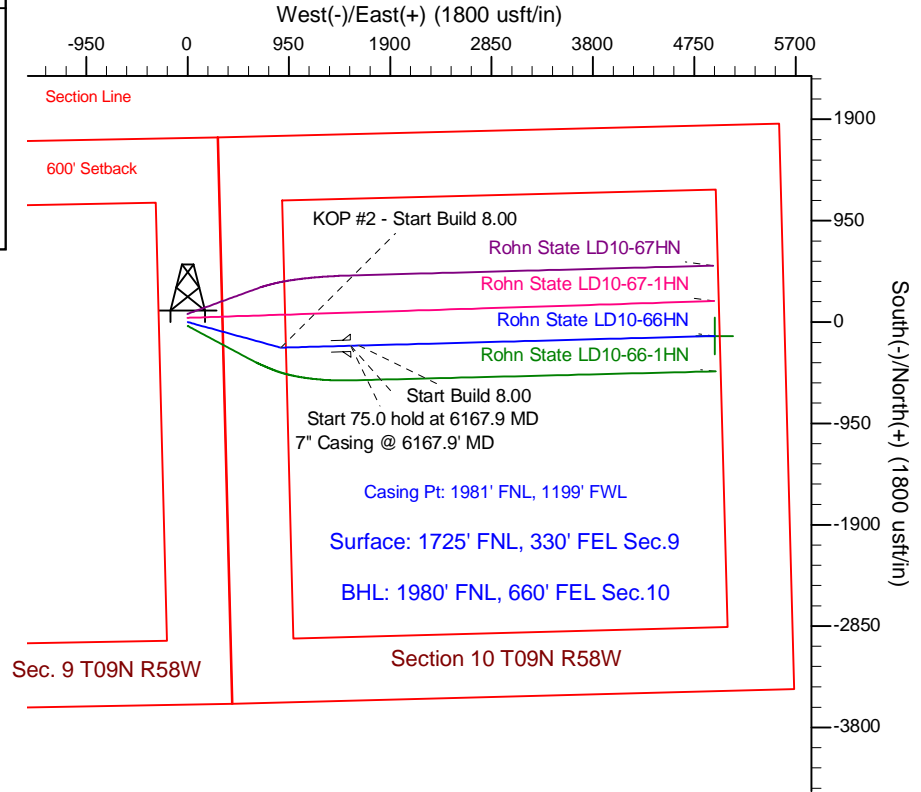 West(-)/East(+) (1800 usft/in)
-950 0 950 1900 2850 3800 4750 5700
Section Line
1900
600' Setback
KOP #2 - Start Build 8.00
950
Rohn State LD10-67HN
Rohn State LD10-67-1HN
Rohn State LD10-66HN
0
Rohn State LD10-66-1HN
South(-)/North(+) (1800 usft/in)
Start Build 8.00
Start 75.0 hold at 6167.9 MD
-950
7" Casing @ 6167.9' MD
Casing Pt: 1981' FNL, 1199' FWL
-1900
Surface: 1725' FNL, 330' FEL Sec.9
BHL: 1980' FNL, 660' FEL Sec.10
-2850
Sec. 9 T09N R58W
Section 10 T09N R58W
-3800